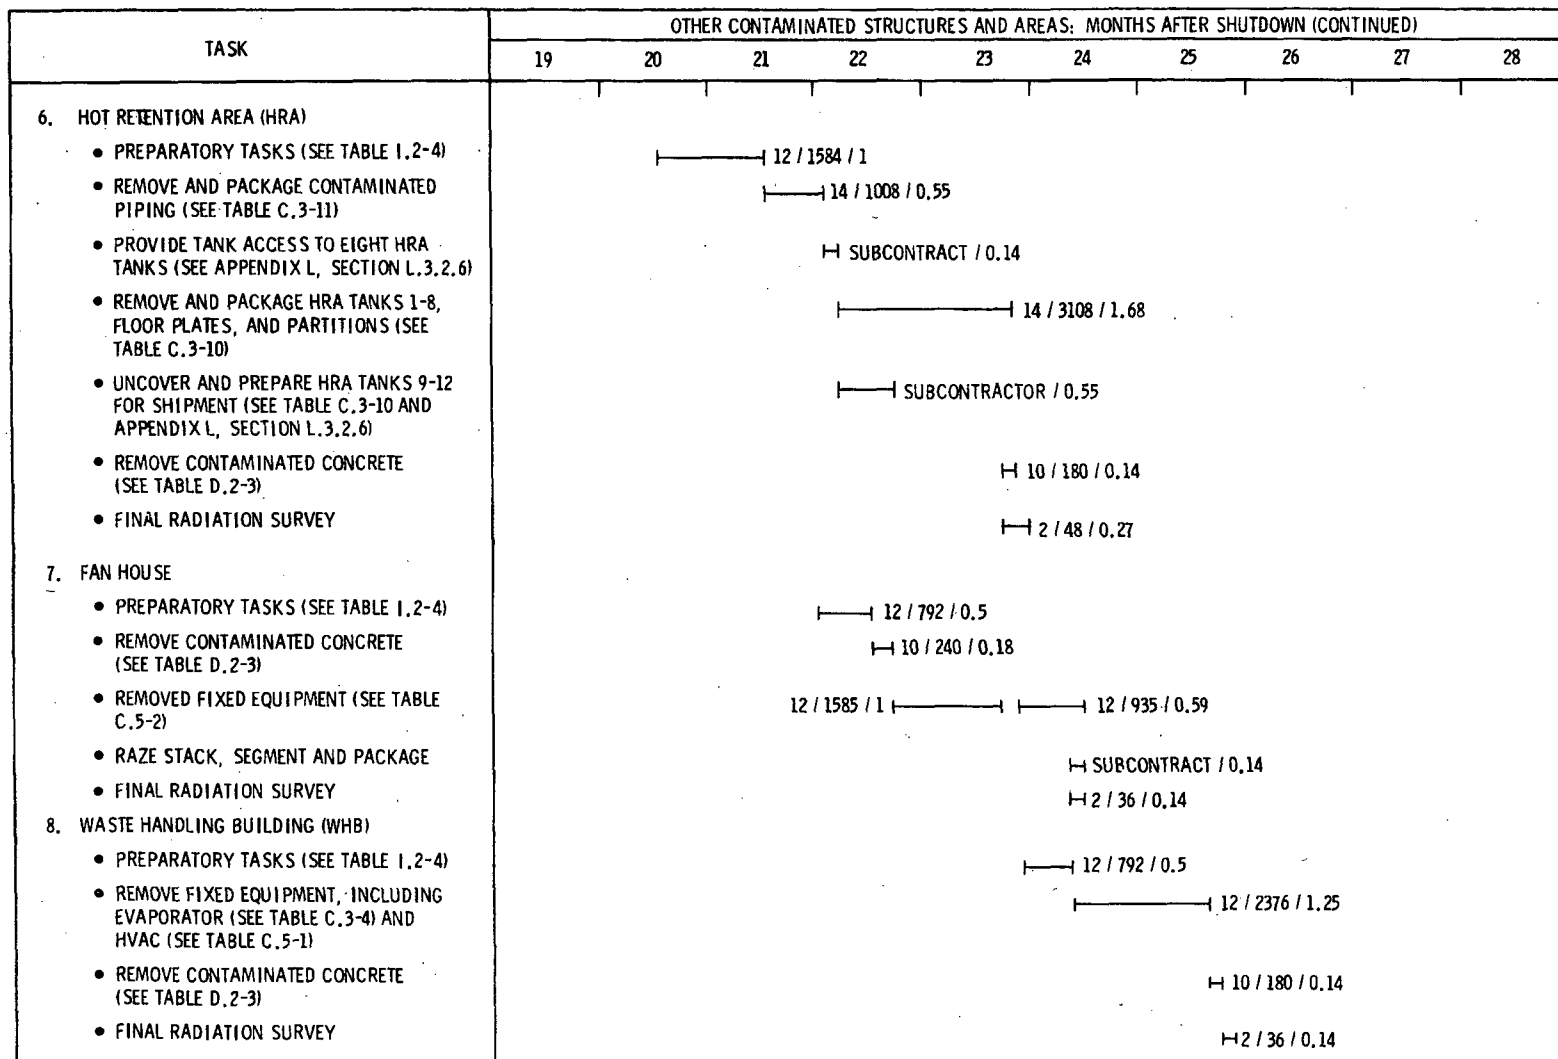 TASK
OTHER CONTAMINATED STRUCTURES AND AREAS: MONTHS AFTER SHUTDOWN (CONTINUED)
19 20 21 22 23 24 25 26 27 28
6. HOT RETENTION AREA (HRA)
• PREPARATORY TASKS (SEE TABLE I.2-4) 12 / 1584 / 1
• REMOVE AND PACKAGE CONTAMINATED 14 / 1008 / 0.55
PIPING (SEE TABLE C.3-11)
• PROVIDE TANK ACCESS TO EIGHT HRA SUBCONTRACT / 0.14
TANKS (SEE APPENDIX L, SECTION L.3.2.6)
• REMOVE AND PACKAGE HRA TANKS 1-8, 14 / 3108 / 1.68
FLOOR PLATES, AND PARTITIONS (SEE
TABLE C.3-10)
• UNCOVER AND PREPARE HRA TANKS 9-12 SUBCONTRACTOR / 0.55
FOR SHIPMENT (SEE TABLE C.3-10 AND
APPENDIX L, SECTION L.3.2.6)
• REMOVE CONTAMINATED CONCRETE 10 / 180 / 0.14
(SEE TABLE D.2-3)
• FINAL RADIATION SURVEY 2 / 48 / 0.27
7. FAN HOUSE
• PREPARATORY TASKS (SEE TABLE I.2-4) 12 / 792 / 0.5
• REMOVE CONTAMINATED CONCRETE 10 / 240 / 0.18
(SEE TABLE D.2-3)
• REMOVED FIXED EQUIPMENT (SEE TABLE 12 / 1585 / 1 12 / 935 / 0.59
C.5-2)
• RAZE STACK, SEGMENT AND PACKAGE SUBCONTRACT / 0.14
• FINAL RADIATION SURVEY 2 / 36 / 0.14
8. WASTE HANDLING BUILDING (WHB)
• PREPARATORY TASKS (SEE TABLE I.2-4) 12 / 792 / 0.5
• REMOVE FIXED EQUIPMENT, INCLUDING 12 / 2376 / 1.25
EVAPORATOR (SEE TABLE C.3-4) AND
HVAC (SEE TABLE C.5-1)
• REMOVE CONTAMINATED CONCRETE 10 / 180 / 0.14
(SEE TABLE D.2-3)
• FINAL RADIATION SURVEY 2 / 36 / 0.14